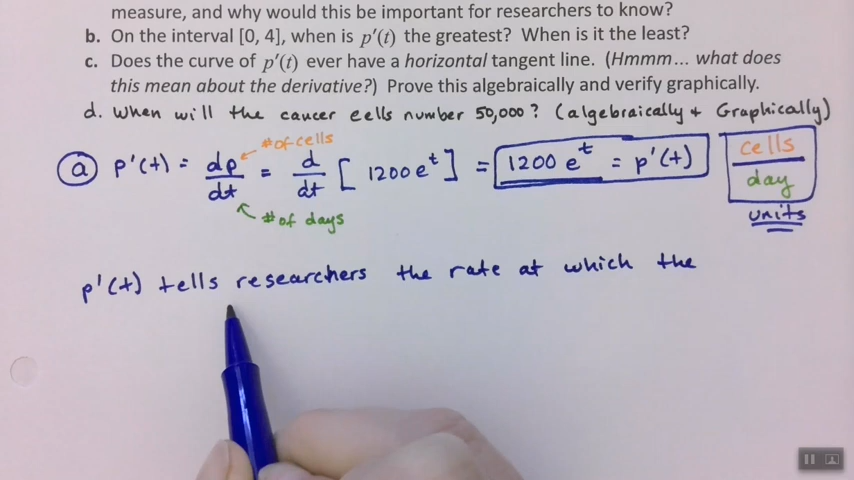 measure, and why would this be important for researchers to know?
b. On the interval [0, 4], when is p′(t) the greatest? When is it the least?
c. Does the curve of p′(t) ever have a horizontal tangent line. (Hmmm... what does
this mean about the derivative?) Prove this algebraically and verify graphically.
d. When will the cancer cells number 50,000? (algebraically + Graphically)
a p'(t) = dp/dt = d/dt [ 1200e^t ] = 1200 e^t = p'(t)
# of cells
# of days
cells
day
units
p'(t) tells researchers the rate at which the